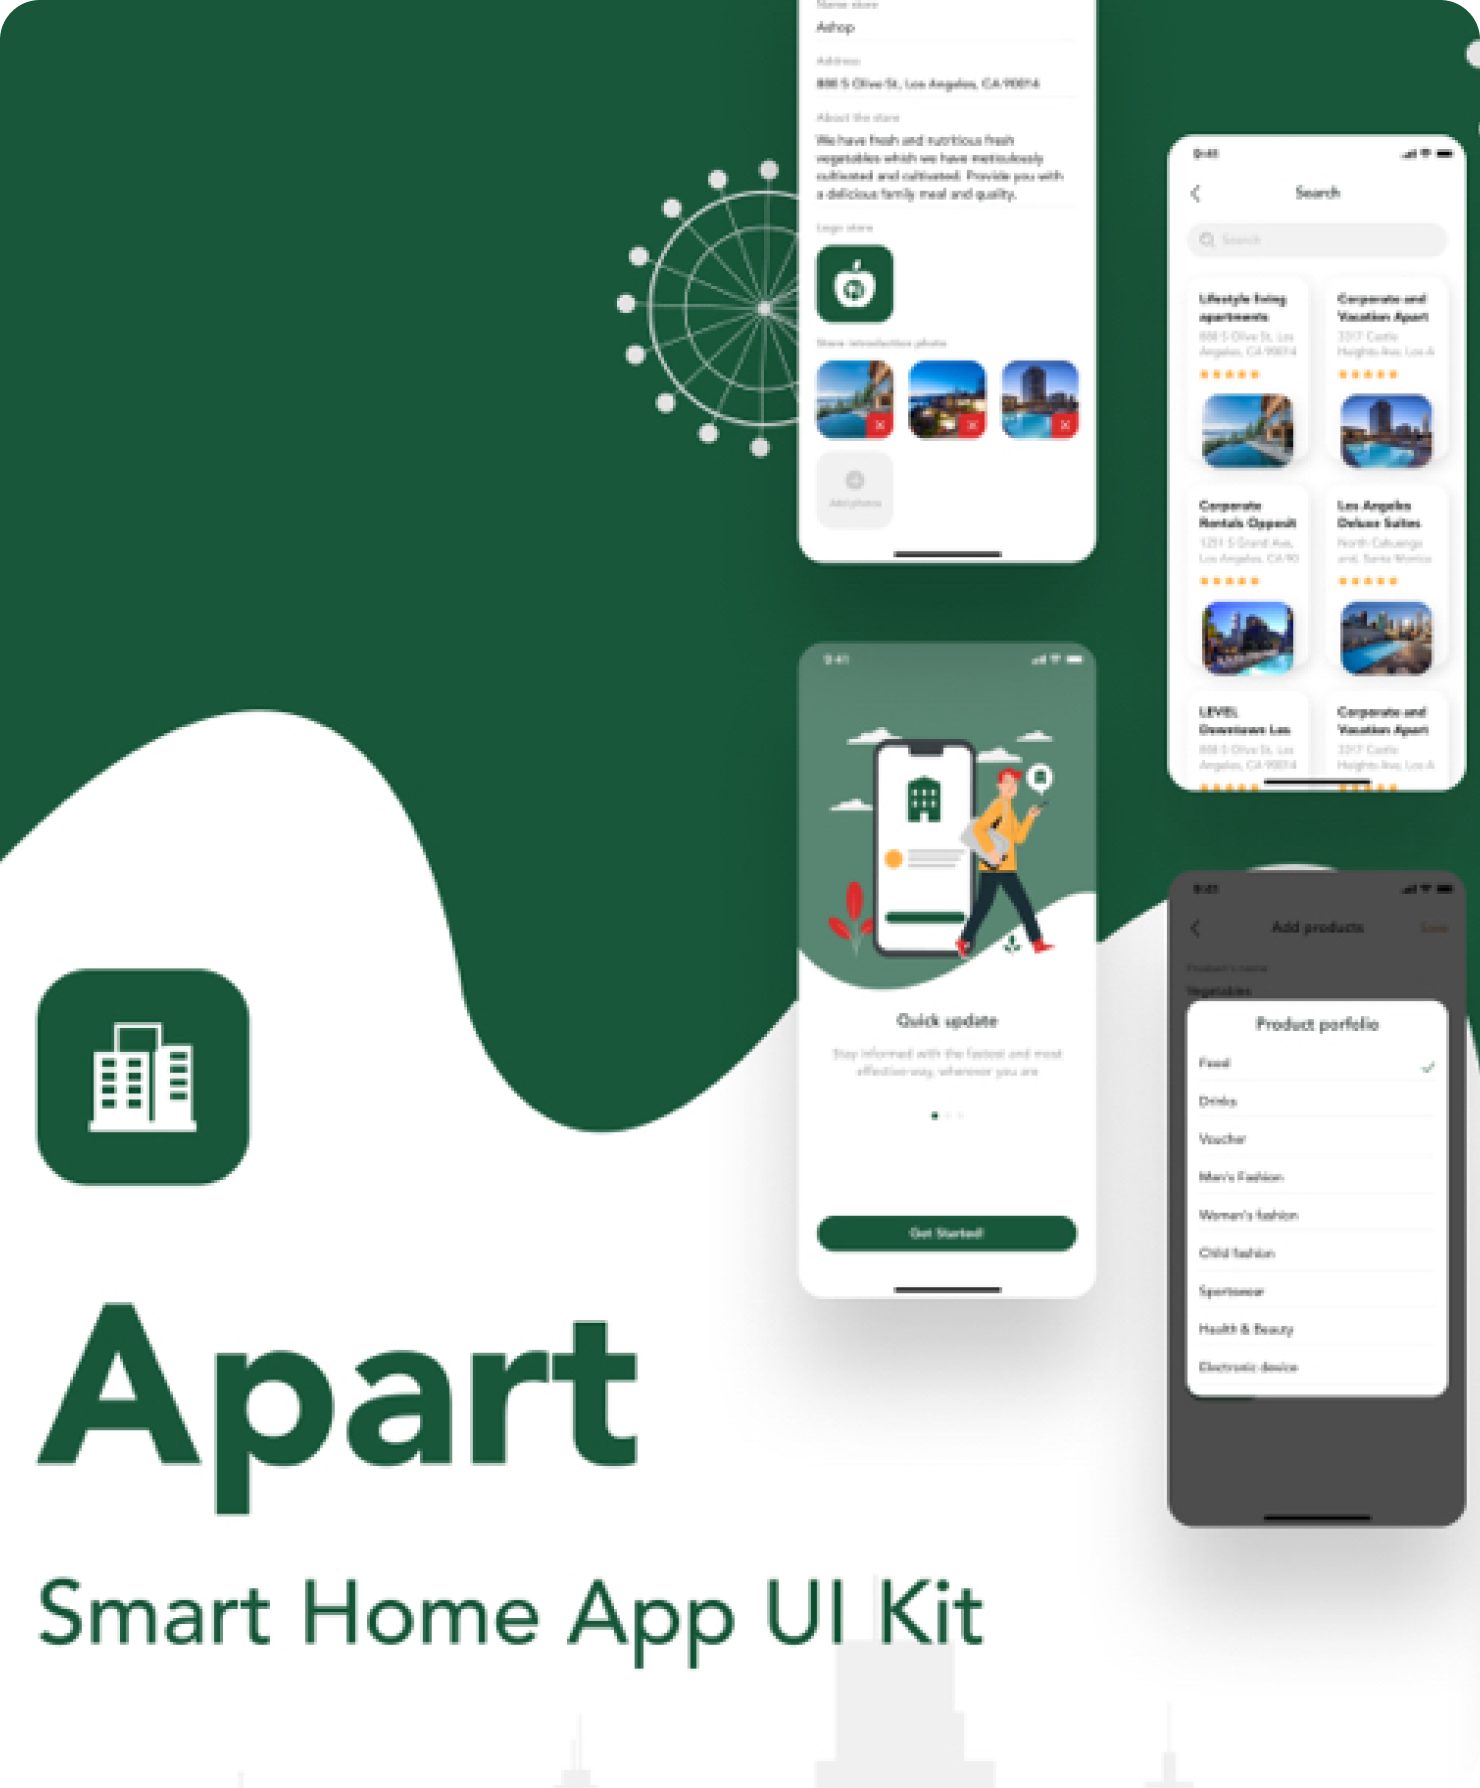 Name store
Ashop
Address
888 S Olive St, Los Angeles, CA 90014
About the store
We have fresh and nutritious fresh
vegetables which we have meticulously
cultivated and cultivated. Provide you with
a delicious family meal and quality.
Logo store
Store introduction photo
Add photos
9:41
Search
Search
Lifestyle living
apartments
888 S Olive St, Los
Angeles, CA 90014
Corporate and
Vacation Apart
3317 Castle
Heights Ave, Los A
Corporate
Rentals Opposit
1251 S Grand Ave,
Los Angeles, CA 90
Los Angeles
Deluxe Suites
North Cahuenga
and, Santa Monica
LEVEL
Downtown Los
888 S Olive St, Los
Angeles, CA 90014
Corporate and
Vacation Apart
3317 Castle
Heights Ave, Los A
9:41
Quick update
Stay informed with the fastest and most
effective way, wherever you are
Get Started!
9:41
Add products
Save
Product's name
Vegetables
Product porfolio
Food
Drinks
Voucher
Men's Fashion
Women's fashion
Child fashion
Sportswear
Health & Beauty
Electronic device
Apart
Smart Home App UI Kit